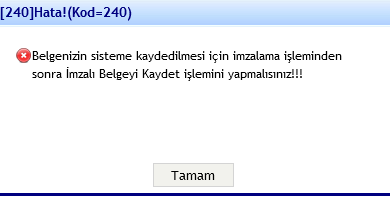 [240]Hata!(Kod=240)
Belgenizin sisteme kaydedilmesi için imzalama işleminden
sonra İmzalı Belgeyi Kaydet işlemini yapmalısınız!!!
Tamam